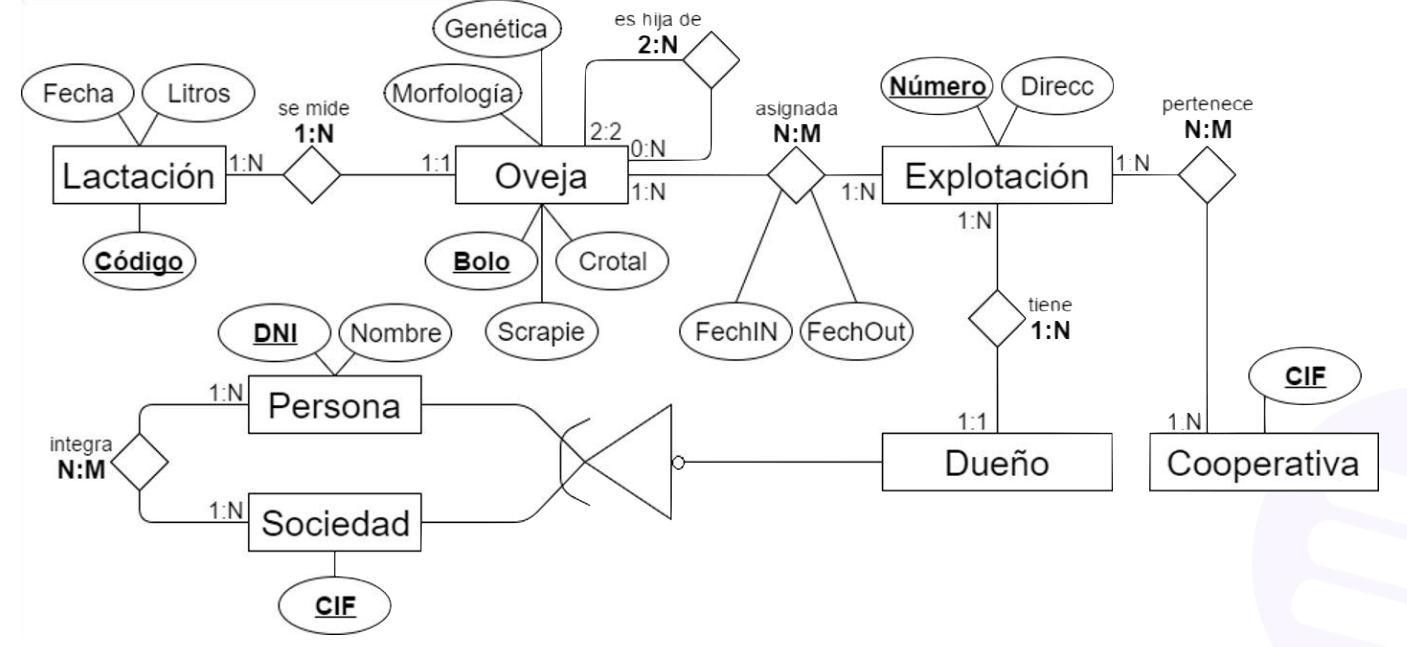 Genética
es hija de
2:N
Fecha
Litros
Morfología
se mide
1:N
asignada
N:M
Número
Direcc
pertenece
N:M
2:2
0:N
Lactación
1:N
1:1
Oveja
1:N
1:N
Explotación
1:N
1:N
Código
Bolo
Crotal
Scrapie
FechIN
FechOut
tiene
1:N
DNI
Nombre
CIF
1:N
Persona
integra
N:M
1:1
Dueño
1:N
Cooperativa
1:N
Sociedad
CIF